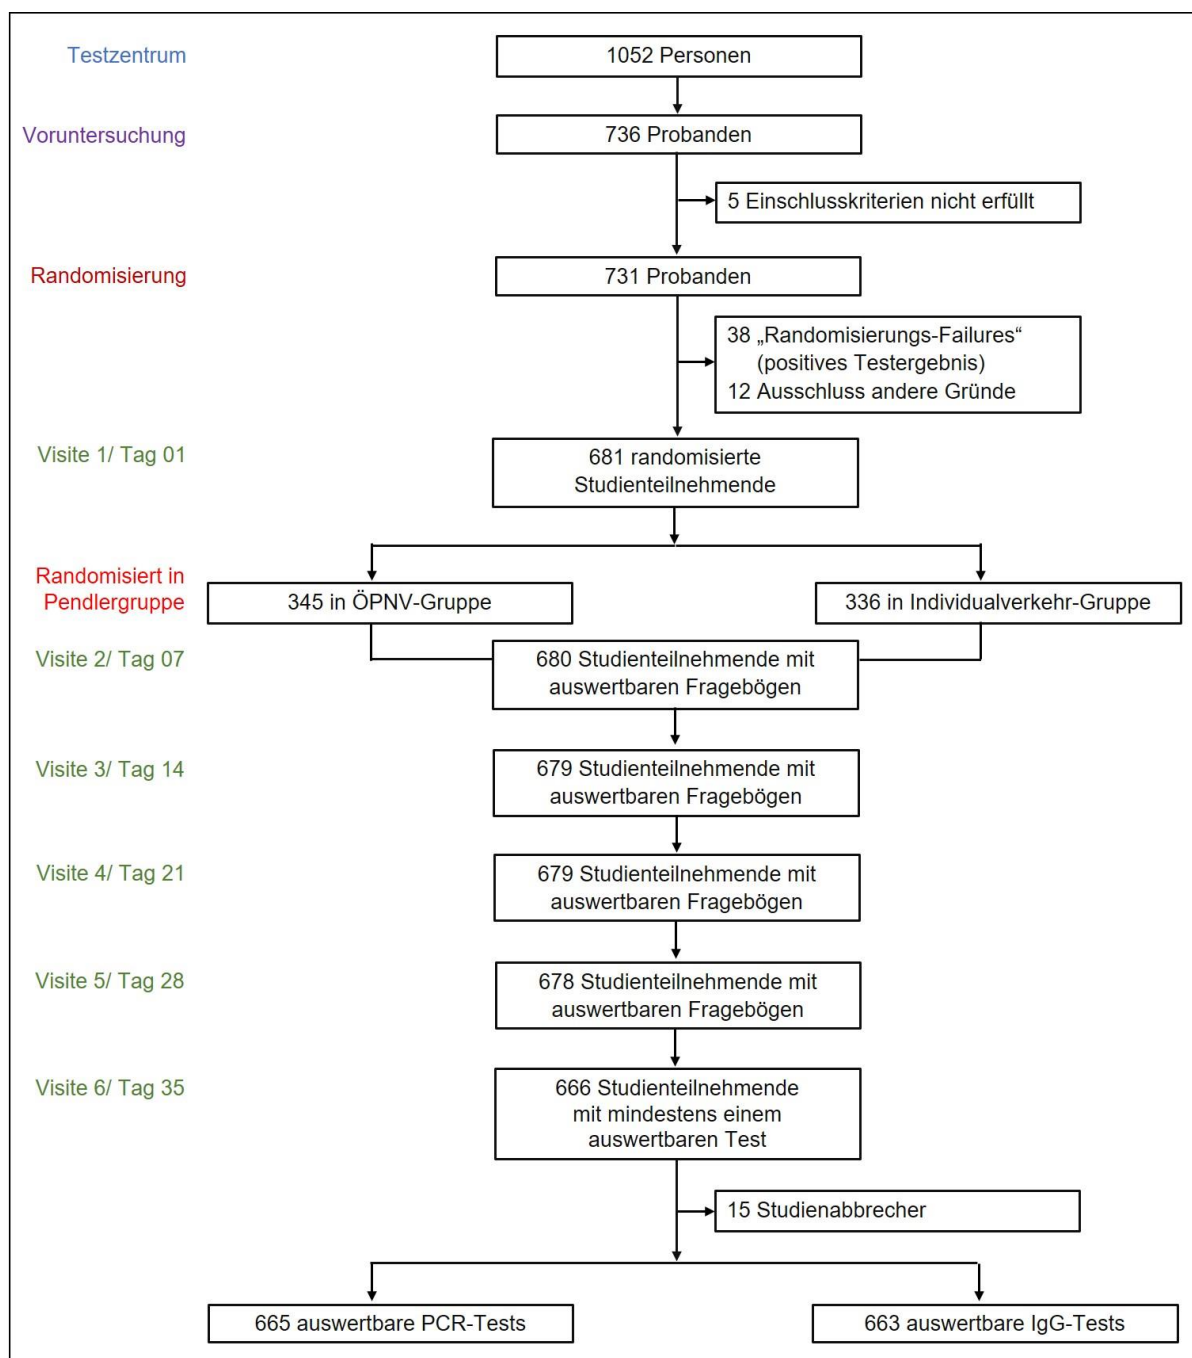 Testzentrum
1052 Personen
Voruntersuchung
736 Probanden
5 Einschlusskriterien nicht erfüllt
Randomisierung
731 Probanden
38 „Randomisierungs-Failures“
(positives Testergebnis)
12 Ausschluss andere Gründe
Visite 1/ Tag 01
681 randomisierte
Studienteilnehmende
Randomisiert in
Pendlergruppe
345 in ÖPNV-Gruppe
336 in Individualverkehr-Gruppe
Visite 2/ Tag 07
680 Studienteilnehmende mit
auswertbaren Fragebögen
Visite 3/ Tag 14
679 Studienteilnehmende mit
auswertbaren Fragebögen
Visite 4/ Tag 21
679 Studienteilnehmende mit
auswertbaren Fragebögen
Visite 5/ Tag 28
678 Studienteilnehmende mit
auswertbaren Fragebögen
Visite 6/ Tag 35
666 Studienteilnehmende
mit mindestens einem
auswertbaren Test
15 Studienabbrecher
665 auswertbare PCR-Tests
663 auswertbare IgG-Tests